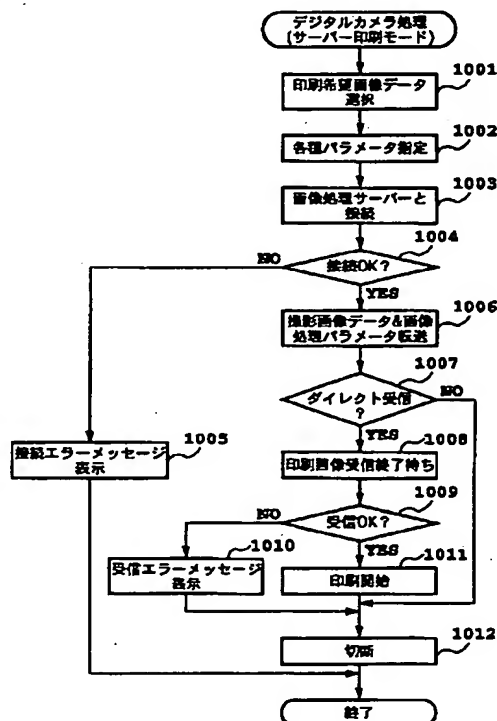 デジタルカメラ処理
(サーバー印刷モード)
1001
印刷希望画像データ
選択
1002
各種パラメータ指定
1003
画像処理サーバーと
接続
1004
接続OK?
NO
YES
1006
撮影画像データ&画像
処理パラメータ転送
1007
ダイレクト受信
?
NO
YES
1005
接続エラーメッセージ
表示
1008
印刷画像受信終了待ち
1009
受信OK?
NO
YES
1010
受信エラーメッセージ
表示
1011
印刷開始
1012
切断
終了